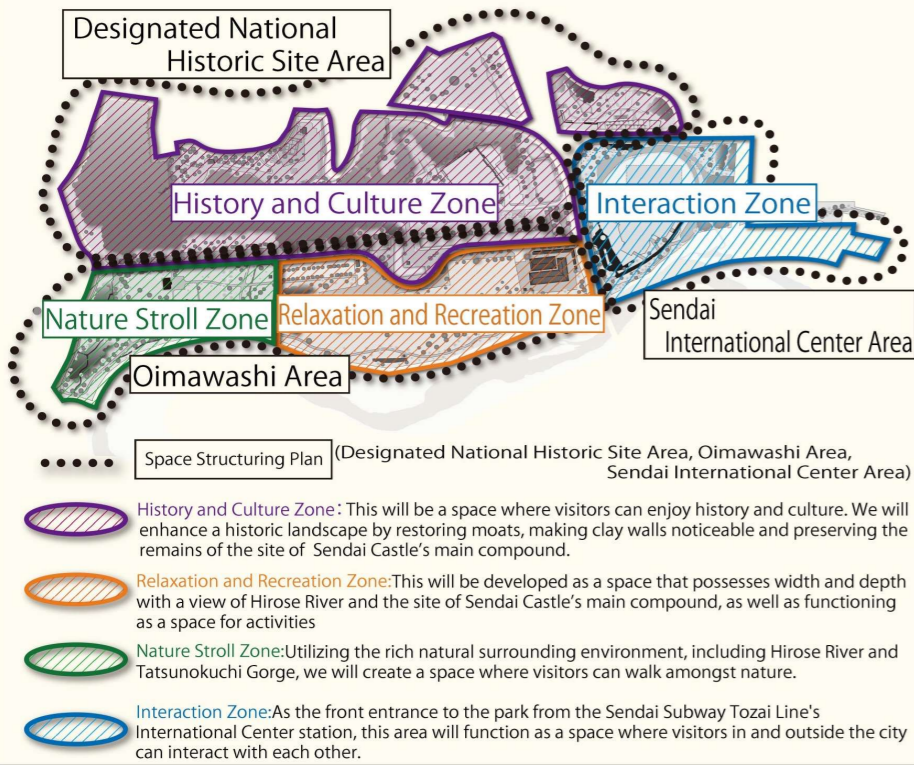 Designated National
Historic Site Area
History and Culture Zone
Interaction Zone
Nature Stroll Zone
Relaxation and Recreation Zone
Sendai
International Center Area
Oimawashi Area
Space Structuring Plan
(Designated National Historic Site Area, Oimawashi Area,
Sendai International Center Area)
History and Culture Zone: This will be a space where visitors can enjoy history and culture. We will
enhance a historic landscape by restoring moats, making clay walls noticeable and preserving the
remains of the site of Sendai Castle's main compound.
Relaxation and Recreation Zone:This will be developed as a space that possesses width and depth
with a view of Hirose River and the site of Sendai Castle's main compound, as well as functioning
as a space for activities
Nature Stroll Zone:Utilizing the rich natural surrounding environment, including Hirose River and
Tatsunokuchi Gorge, we will create a space where visitors can walk amongst nature.
Interaction Zone:As the front entrance to the park from the Sendai Subway Tozai Line's
International Center station, this area will function as a space where visitors in and outside the city
can interact with each other.